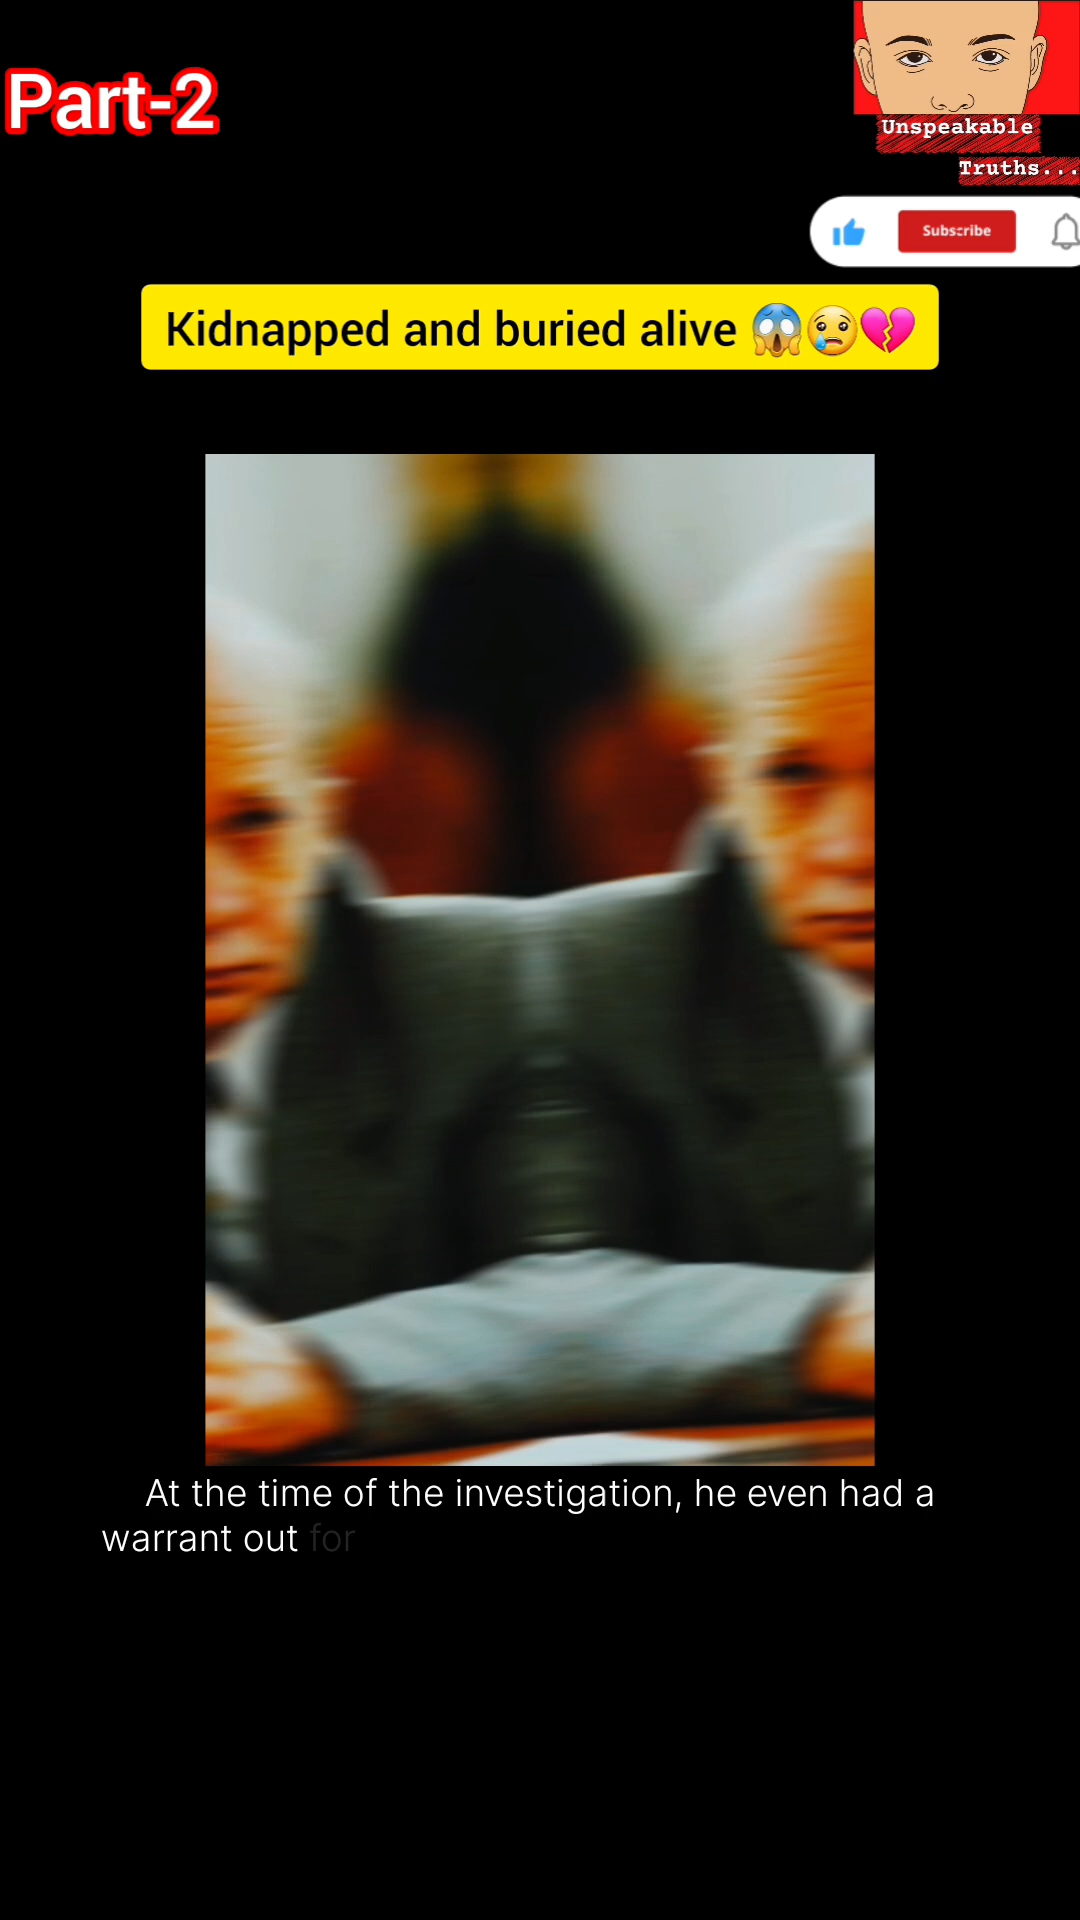 Part-2
Unspeakable
Truths...
Subscribe
Kidnapped and buried alive 😱😢💔
At the time of the investigation, he even had a
warrant out for